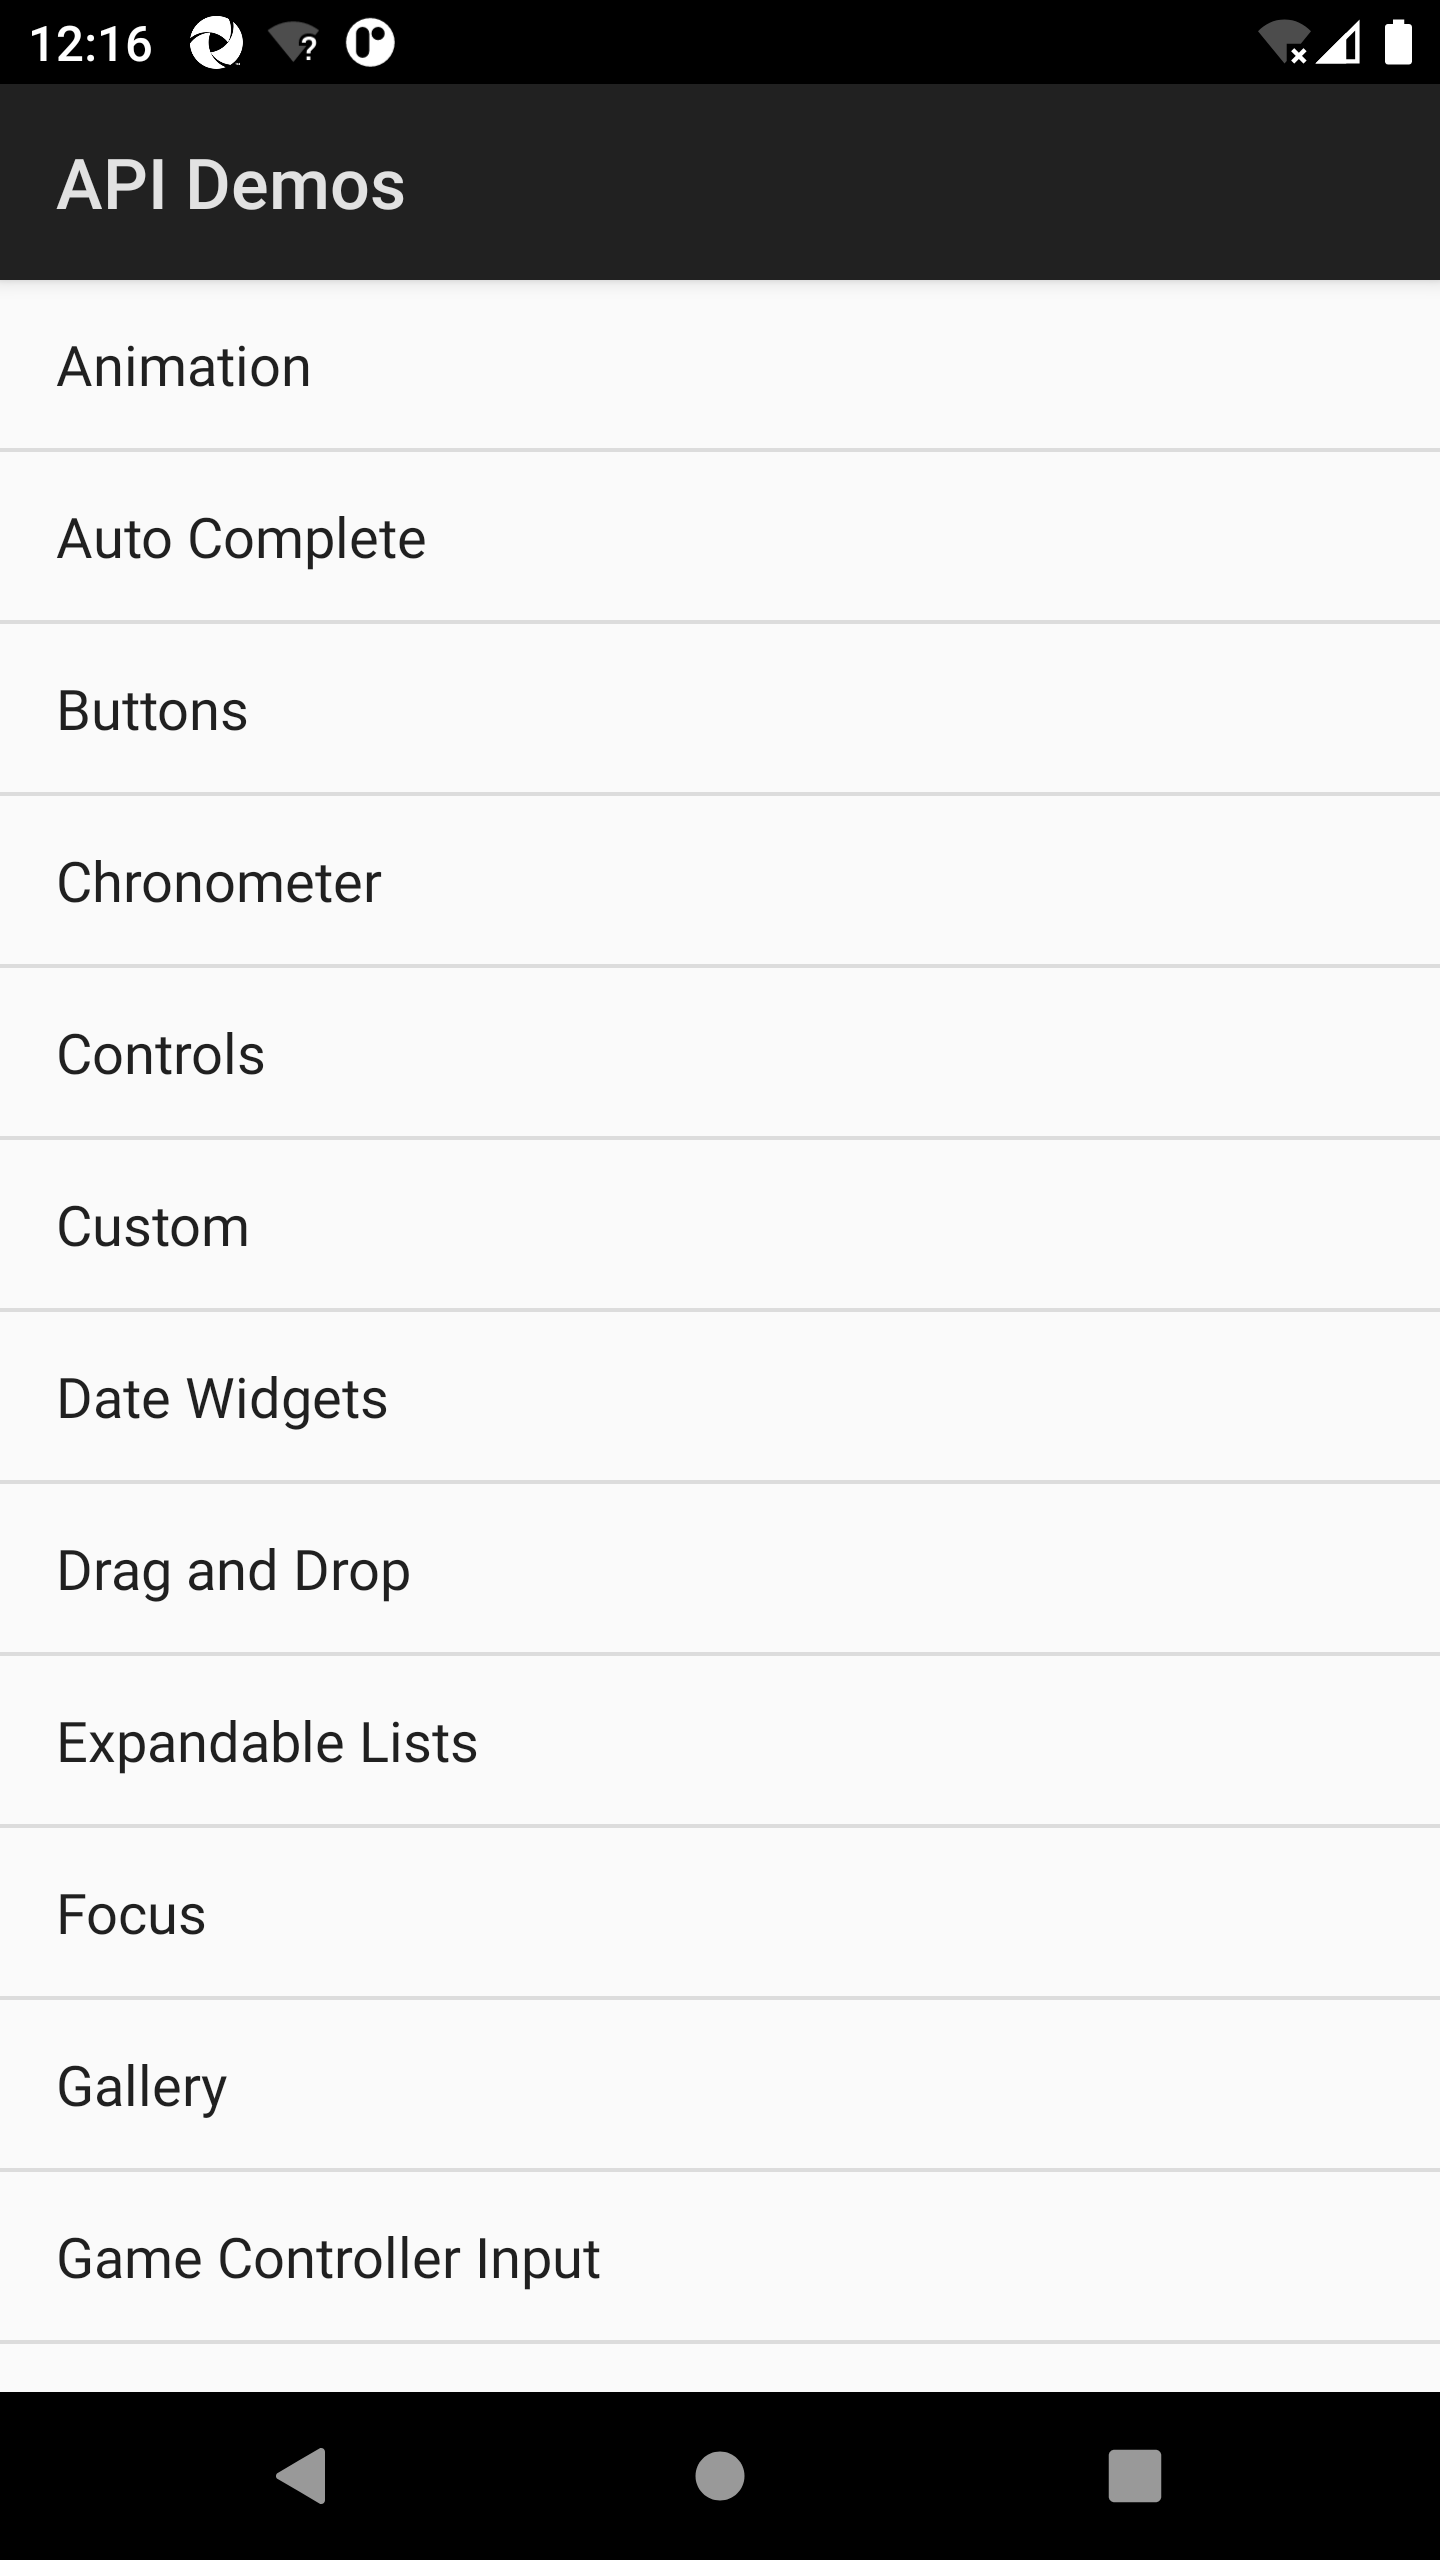 12:16
API Demos
Animation
Auto Complete
Buttons
Chronometer
Controls
Custom
Date Widgets
Drag and Drop
Expandable Lists
Focus
Gallery
Game Controller Input